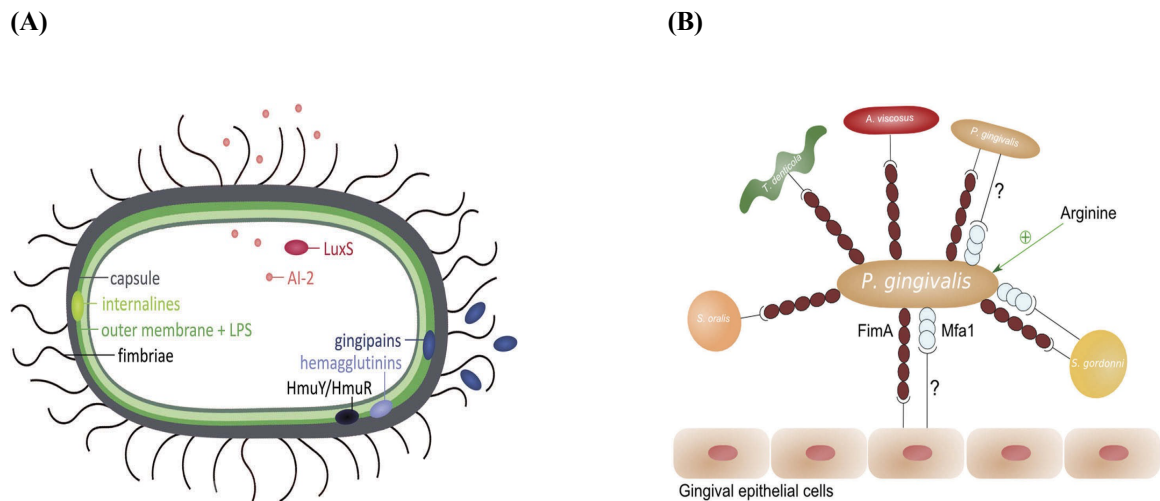 (A)
LuxS
AI-2
capsule
internalines
outer membrane + LPS
fimbriae
gingipains
hemagglutinins
HmuY/HmuR
(B)
A. viscosus
P. gingivalis
T. denticola
?
Arginine
P. gingivalis
S. oralis
FimA
Mfa1
S. gordonni
?
Gingival epithelial cells